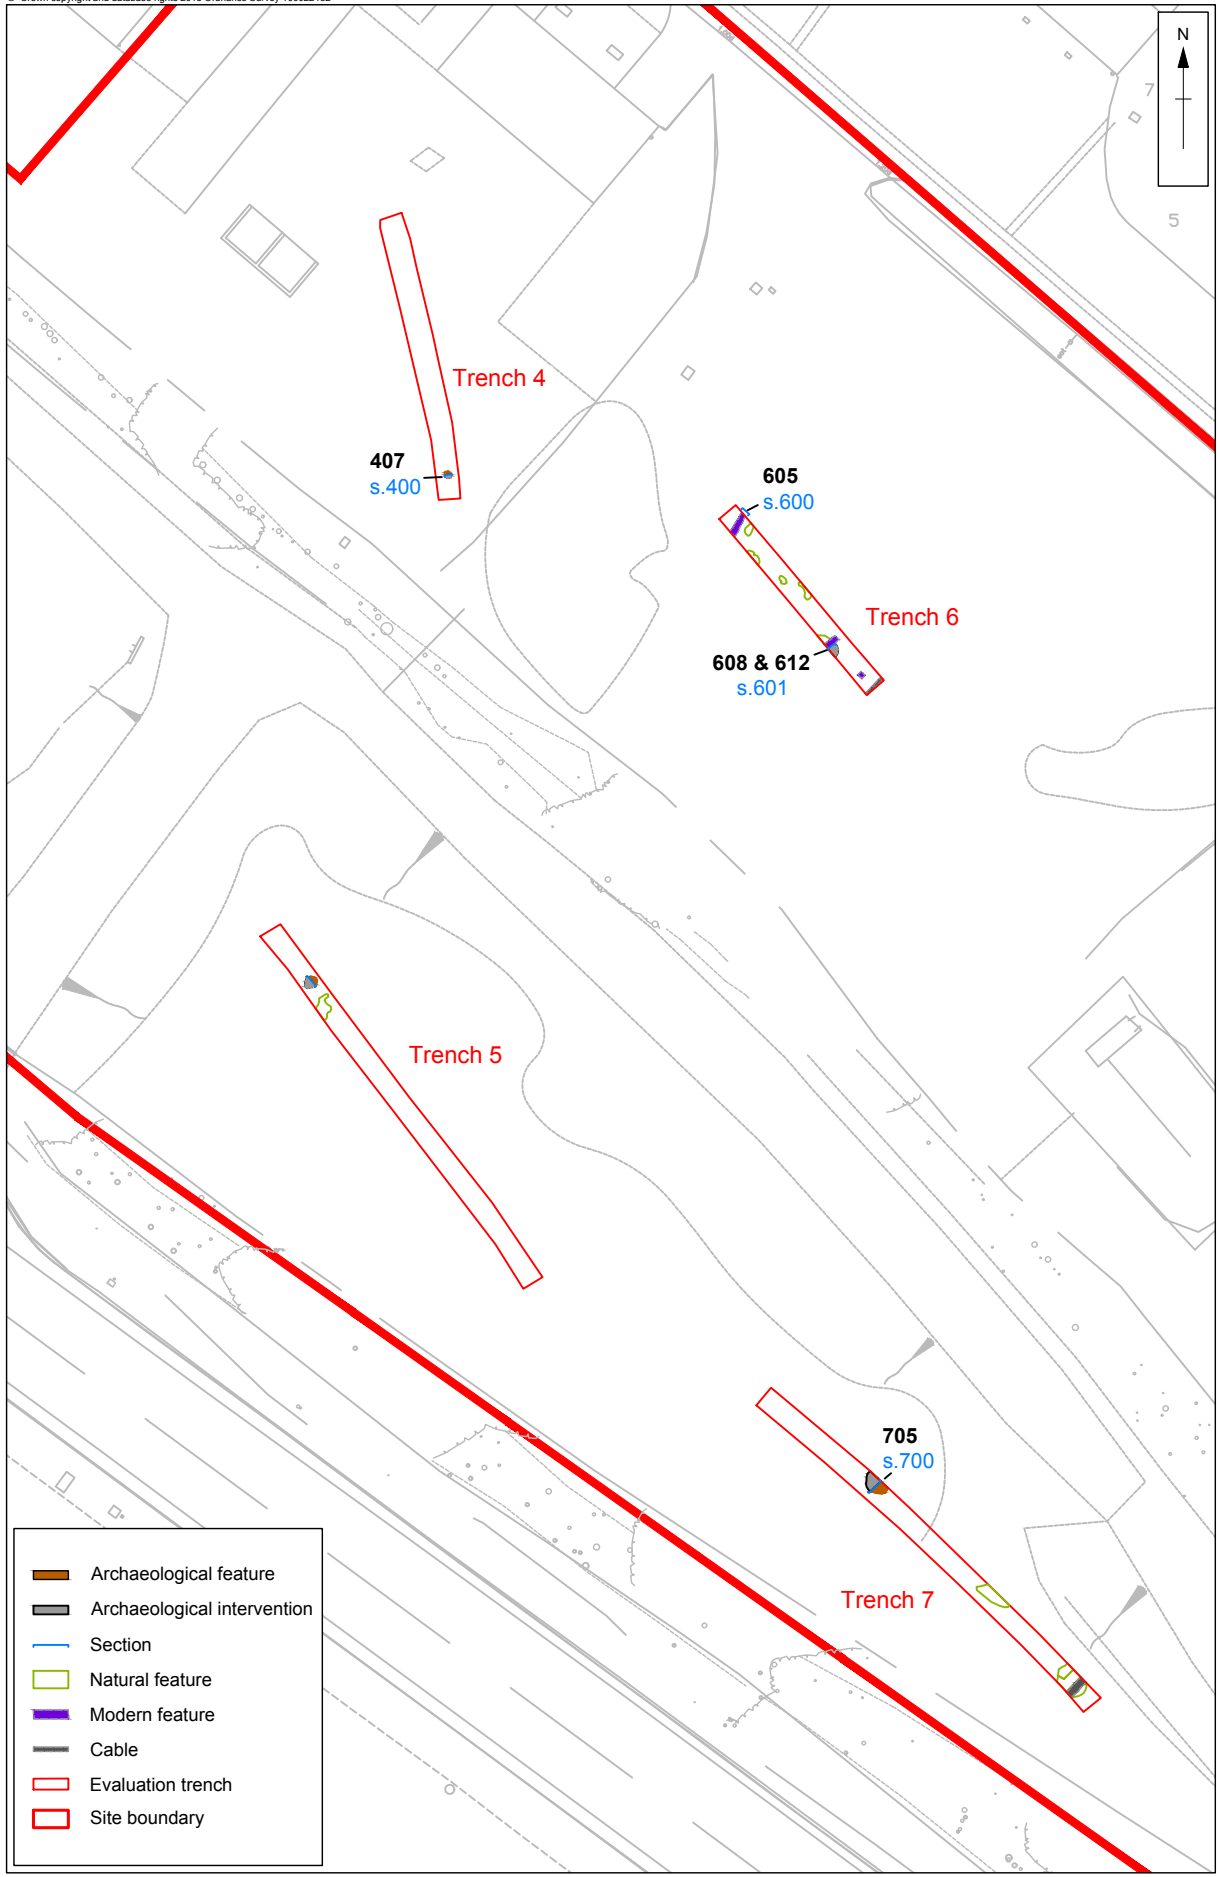 N
7
5
Trench 4
407
s.400
605
s.600
Trench 6
608 & 612
s.601
Trench 5
705
s.700
Trench 7
Archaeological feature
Archaeological intervention
Section
Natural feature
Modern feature
Cable
Evaluation trench
Site boundary